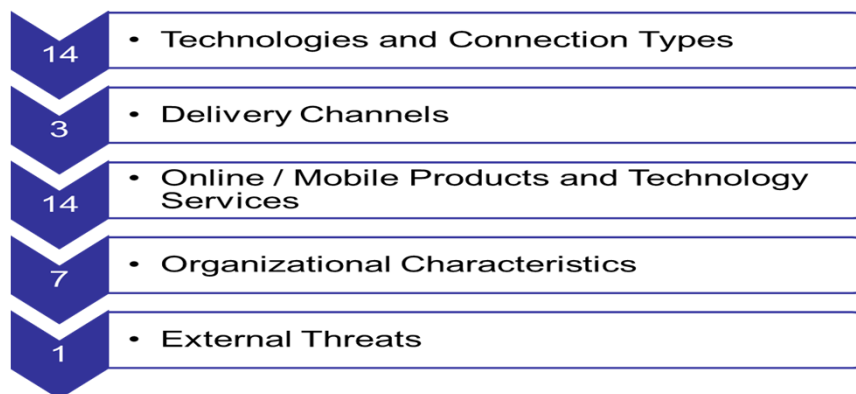 14
• Technologies and Connection Types
3
• Delivery Channels
14
• Online / Mobile Products and Technology
Services
7
• Organizational Characteristics
1
• External Threats